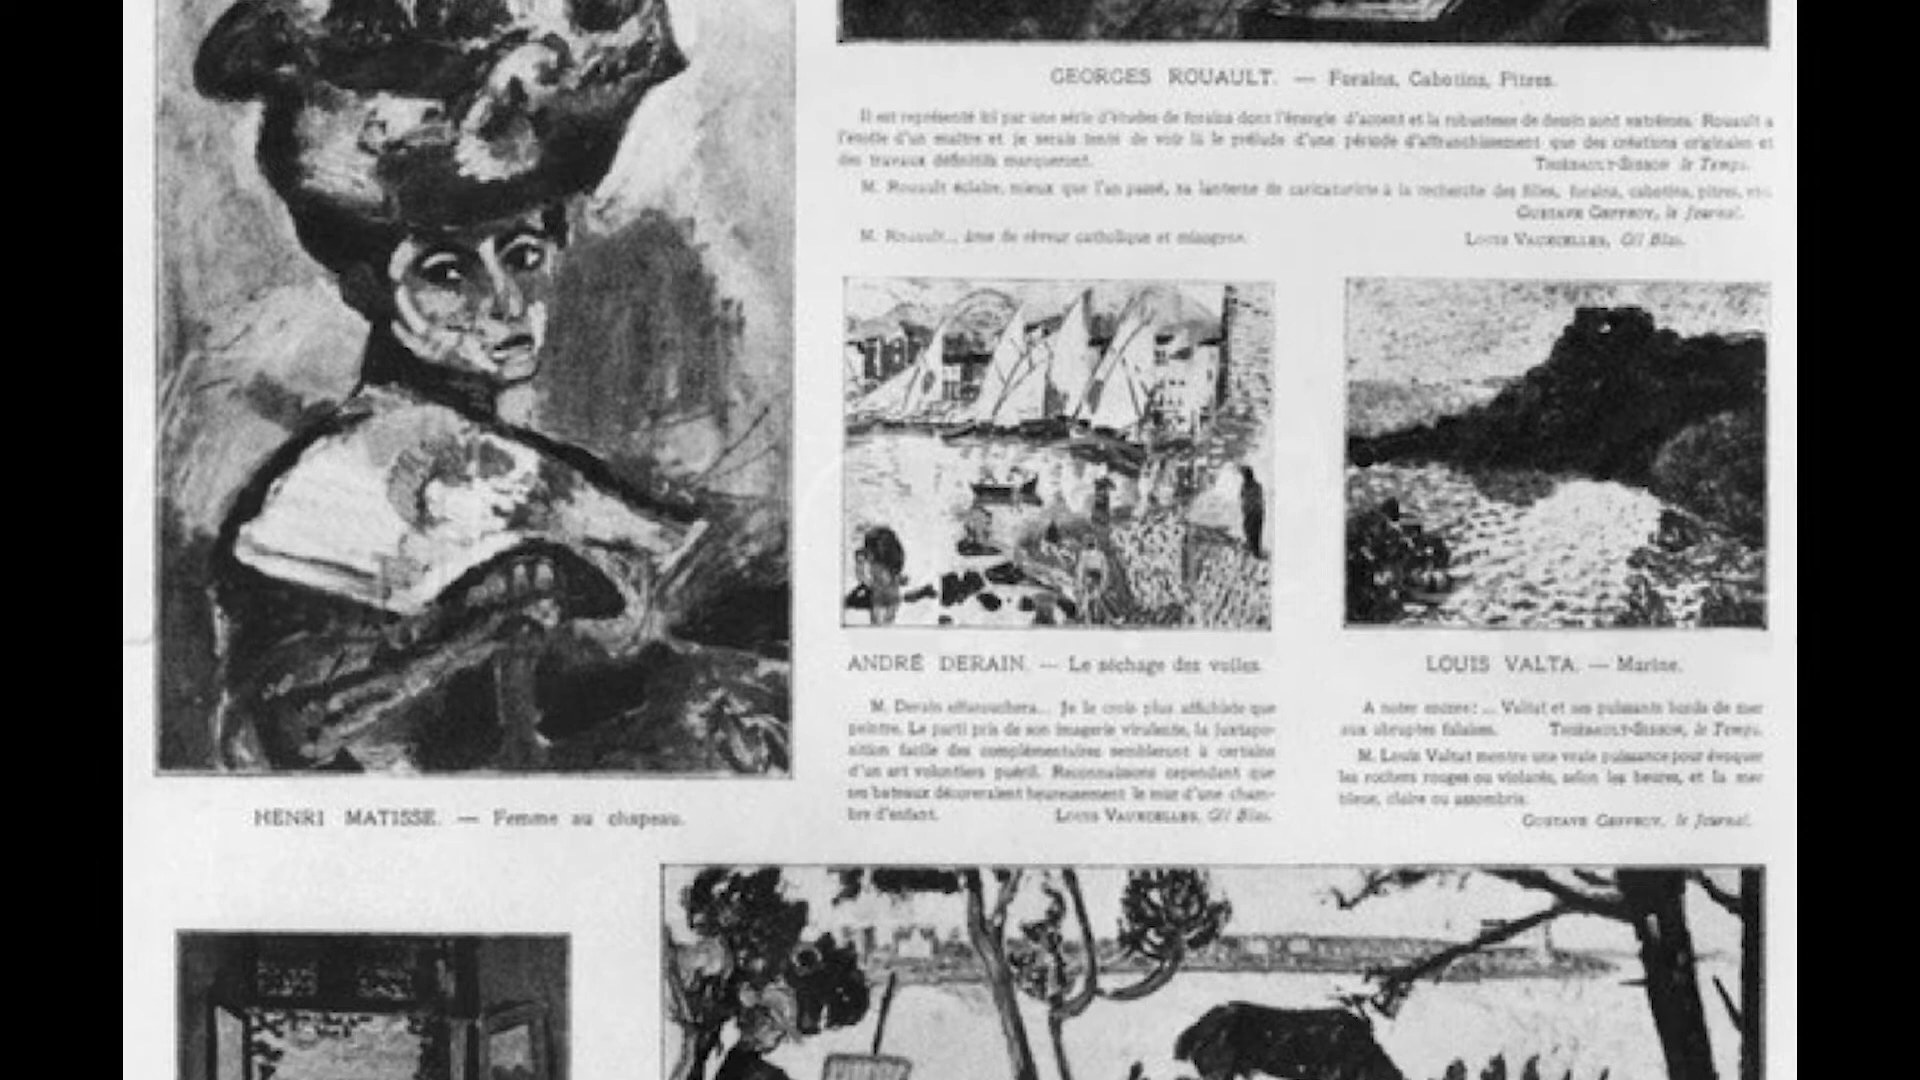 GEORGES ROUAULT. — Forains, Cabotins, Pitres.
Il est représenté ici par une série d'études de forains dont l'énergie d'accent et la robustesse de dessin sont extrêmes. Rouault a
l'étoffe d'un maître et je serais tenté de voir là le prélude d'une période d'affranchissement que des créations originales et
des travaux définitifs marqueront. THIÉBAULT-SISSON le Temps.
M. Rouault éclaire, mieux que l'an passé, sa lanterne de caricaturiste à la recherche des filles, forains, cabotins, pitres, etc.
GUSTAVE GEFFROY, le Journal.
M. Rouault... âme de rêveur catholique et misogyne. LOUIS VAUXCELLES, Gil Blas.
HENRI MATISSE. — Femme au chapeau.
ANDRÉ DERAIN. — Le séchage des voiles.
M. Derain effarouchera... Je le crois plus affichiste que
peintre. Le parti pris de son imagerie virulente, la juxtapo-
sition facile des complémentaires sembleront à certains
d'un art volontiers puéril. Reconnaissons cependant que
ses bateaux décoreraient heureusement le mur d'une cham-
bre d'enfant. LOUIS VAUXCELLES, Gil Blas.
LOUIS VALTA. — Marine.
A noter encore: ... Valtat et ses puissants bords de mer
aux abruptes falaises. THIÉBAULT-SISSON, le Temps.
M. Louis Valtat montre une vraie puissance pour évoquer
les rochers rouges ou violacés, selon les heures, et la mer
bleue, claire ou assombrie.
GUSTAVE GEFFROY, le Journal.